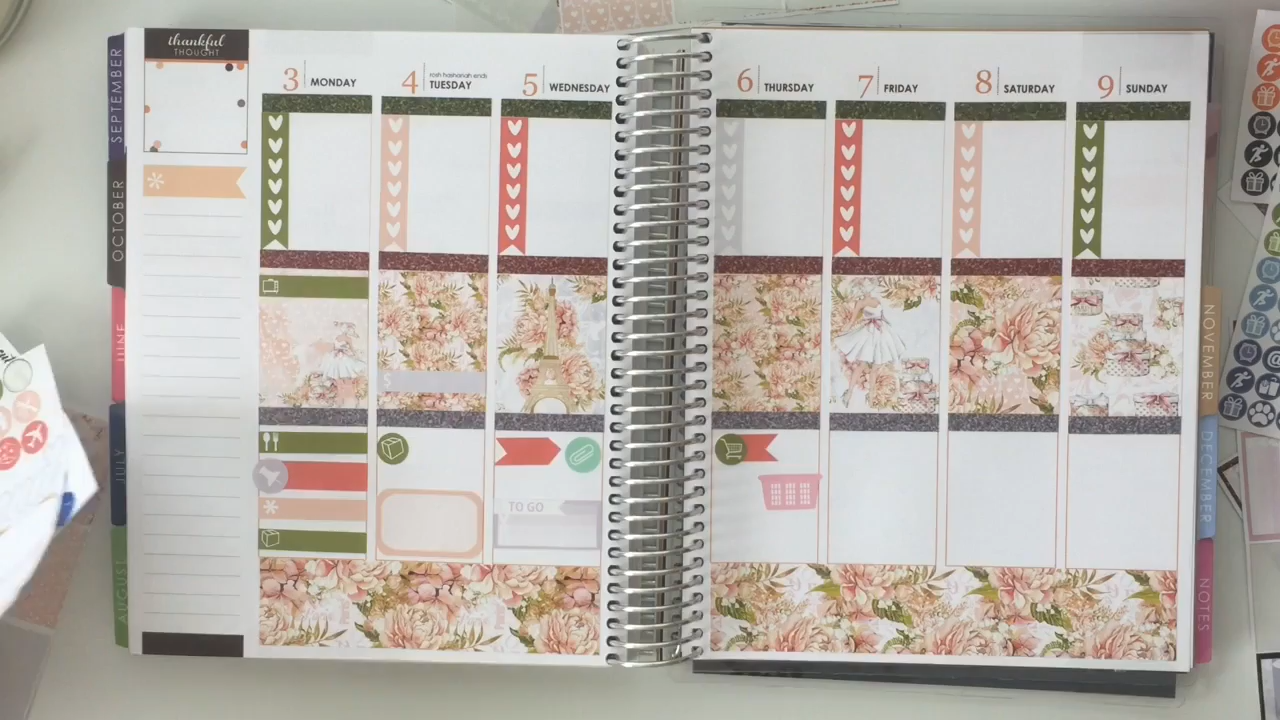 thankful
THOUGHT
3 MONDAY
4 rosh hashanah ends
TUESDAY
5 WEDNESDAY
6 THURSDAY
7 FRIDAY
8 SATURDAY
9 SUNDAY
SEPTEMBER
OCTOBER
JUNE
JULY
AUGUST
NOVEMBER
DECEMBER
NOTES
$
TO GO